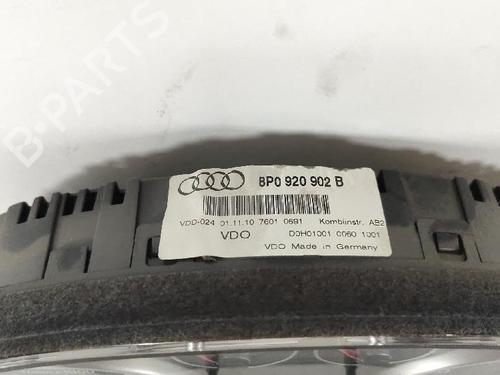 B-PARTS
8P0 920 902 B
VDD-024 01.11.10 7601 0691 Kombiinstr. AB2
VDO D0H01001 0060 1001
VDO Made in Germany